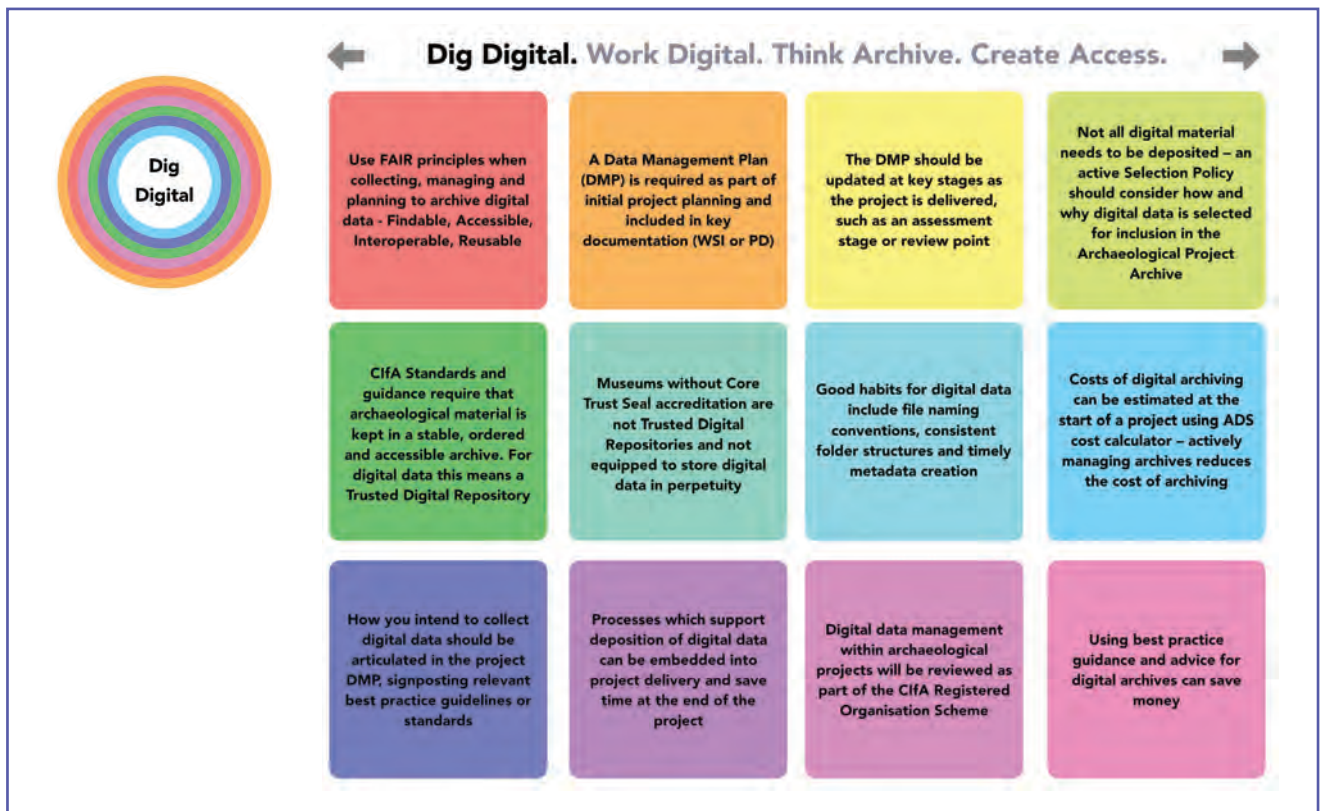 Dig Digital. Work Digital. Think Archive. Create Access.
Dig
Digital
Use FAIR principles when
collecting, managing and
planning to archive digital
data - Findable, Accessible,
Interoperable, Reusable
A Data Management Plan
(DMP) is required as part of
initial project planning and
included in key
documentation (WSI or PD)
The DMP should be
updated at key stages as
the project is delivered,
such as an assessment
stage or review point
Not all digital material
needs to be deposited – an
active Selection Policy
should consider how and
why digital data is selected
for inclusion in the
Archaeological Project
Archive
CIfA Standards and
guidance require that
archaeological material is
kept in a stable, ordered
and accessible archive. For
digital data this means a
Trusted Digital Repository
Museums without Core
Trust Seal accreditation are
not Trusted Digital
Repositories and not
equipped to store digital
data in perpetuity
Good habits for digital data
include file naming
conventions, consistent
folder structures and timely
metadata creation
Costs of digital archiving
can be estimated at the
start of a project using ADS
cost calculator – actively
managing archives reduces
the cost of archiving
How you intend to collect
digital data should be
articulated in the project
DMP, signposting relevant
best practice guidelines or
standards
Processes which support
deposition of digital data
can be embedded into
project delivery and save
time at the end of the
project
Digital data management
within archaeological
projects will be reviewed as
part of the CIfA Registered
Organisation Scheme
Using best practice
guidance and advice for
digital archives can save
money